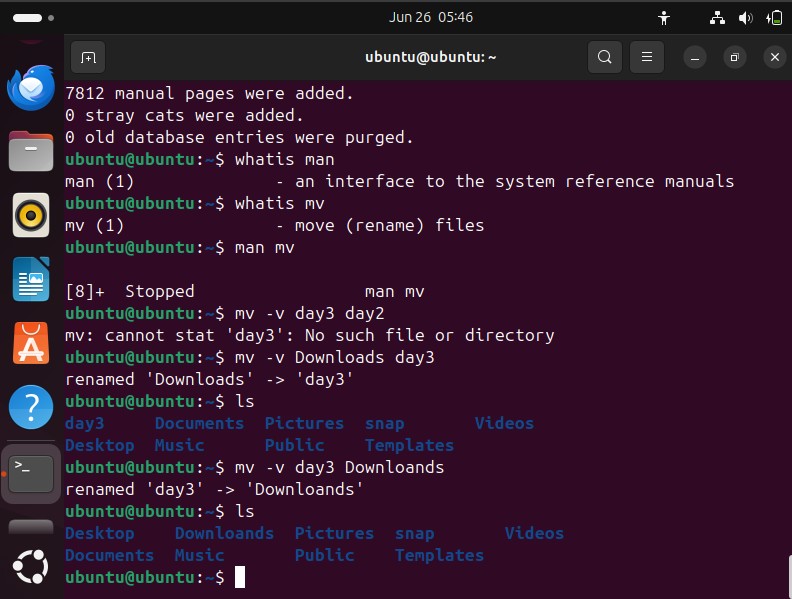 Jun 26 05:46
ubuntu@ubuntu: ~
7812 manual pages were added.
0 stray cats were added.
0 old database entries were purged.
ubuntu@ubuntu:~$ whatis man
man (1)              - an interface to the system reference manuals
ubuntu@ubuntu:~$ whatis mv
mv (1)               - move (rename) files
ubuntu@ubuntu:~$ man mv
[8]+  Stopped                 man mv
ubuntu@ubuntu:~$ mv -v day3 day2
mv: cannot stat 'day3': No such file or directory
ubuntu@ubuntu:~$ mv -v Downloads day3
renamed 'Downloads' -> 'day3'
ubuntu@ubuntu:~$ ls
day3     Documents  Pictures  snap       Videos
Desktop  Music      Public    Templates
ubuntu@ubuntu:~$ mv -v day3 Downloands
renamed 'day3' -> 'Downloands'
ubuntu@ubuntu:~$ ls
Desktop    Downloands  Pictures  snap       Videos
Documents  Music       Public    Templates
ubuntu@ubuntu:~$